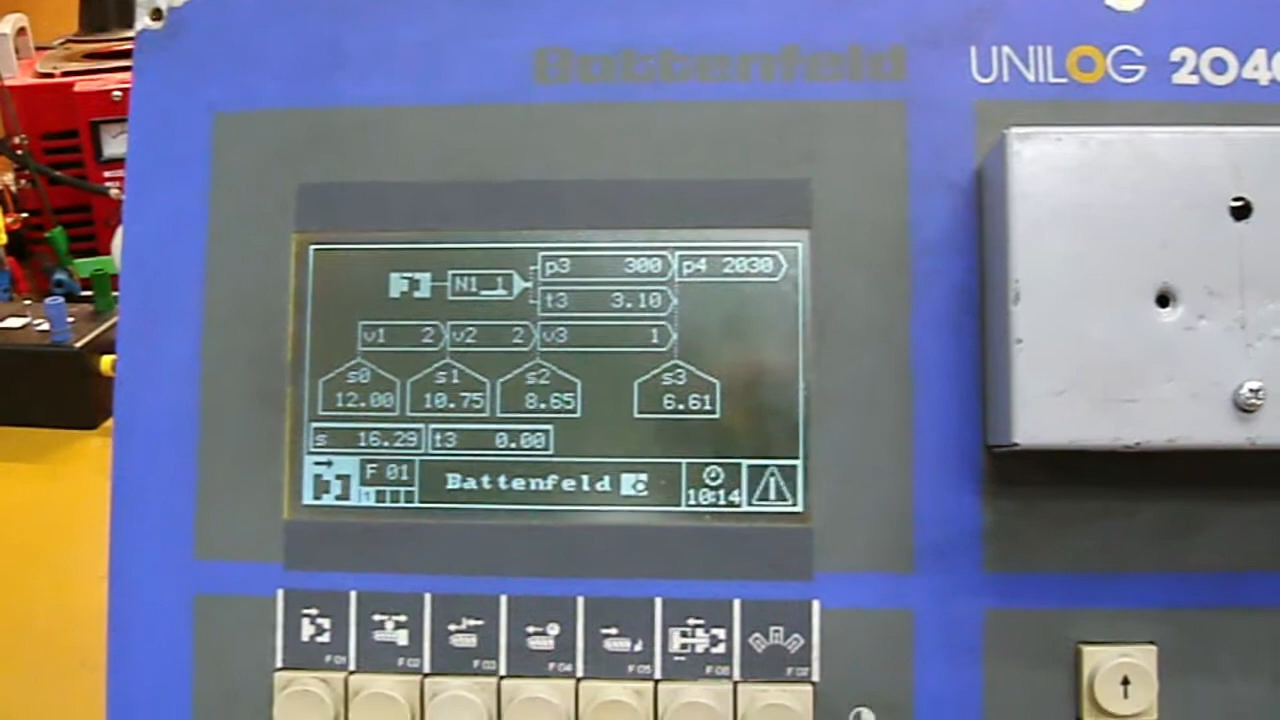 Battenfeld
UNILOG 204
p3 300 p4 2030
N1_1
t3 3.10
v1 2 v2 2 v3 1
s0 s1 s2 s3
12.00 10.75 8.65 6.61
s 16.29 t3 0.00
F 01
1
Battenfeld
10:14
F01 F02 F03 F04 F05 F06 F07